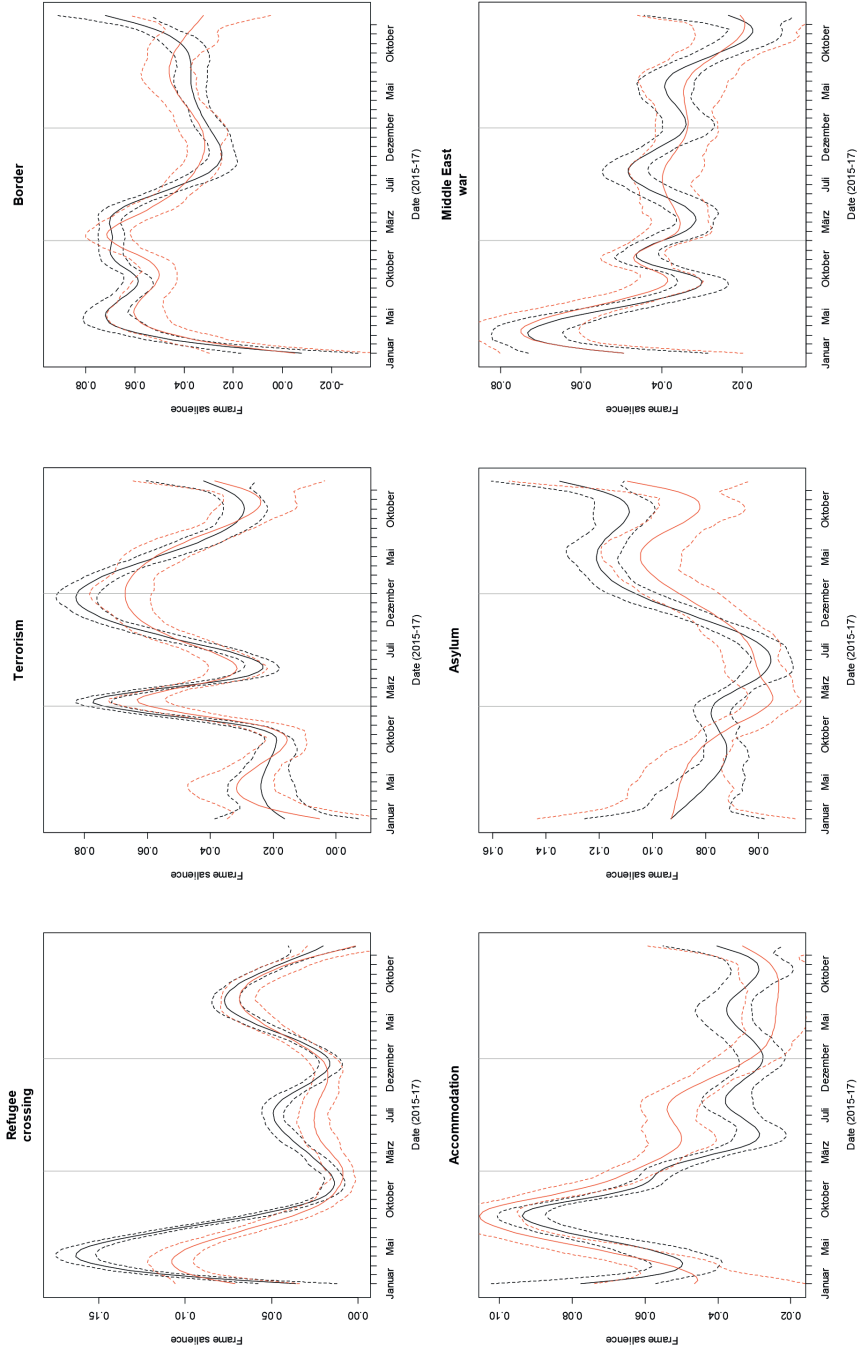 Refugee
crossing
Frame salience
0.15
0.10
0.05
0.00
Januar Mai Oktober März Juli Dezember Mai Oktober
Date (2015-17)
Terrorism
Frame salience
0.08
0.06
0.04
0.02
0.00
Januar Mai Oktober März Juli Dezember Mai Oktober
Date (2015-17)
Border
Frame salience
0.08
0.06
0.04
0.02
0.00
-0.02
Januar Mai Oktober März Juli Dezember Mai Oktober
Date (2015-17)
Accommodation
Frame salience
0.10
0.08
0.06
0.04
0.02
Januar Mai Oktober März Juli Dezember Mai Oktober
Date (2015-17)
Asylum
Frame salience
0.16
0.14
0.12
0.10
0.08
0.06
Januar Mai Oktober März Juli Dezember Mai Oktober
Date (2015-17)
Middle East
war
Frame salience
0.08
0.06
0.04
0.02
Januar Mai Oktober März Juli Dezember Mai Oktober
Date (2015-17)